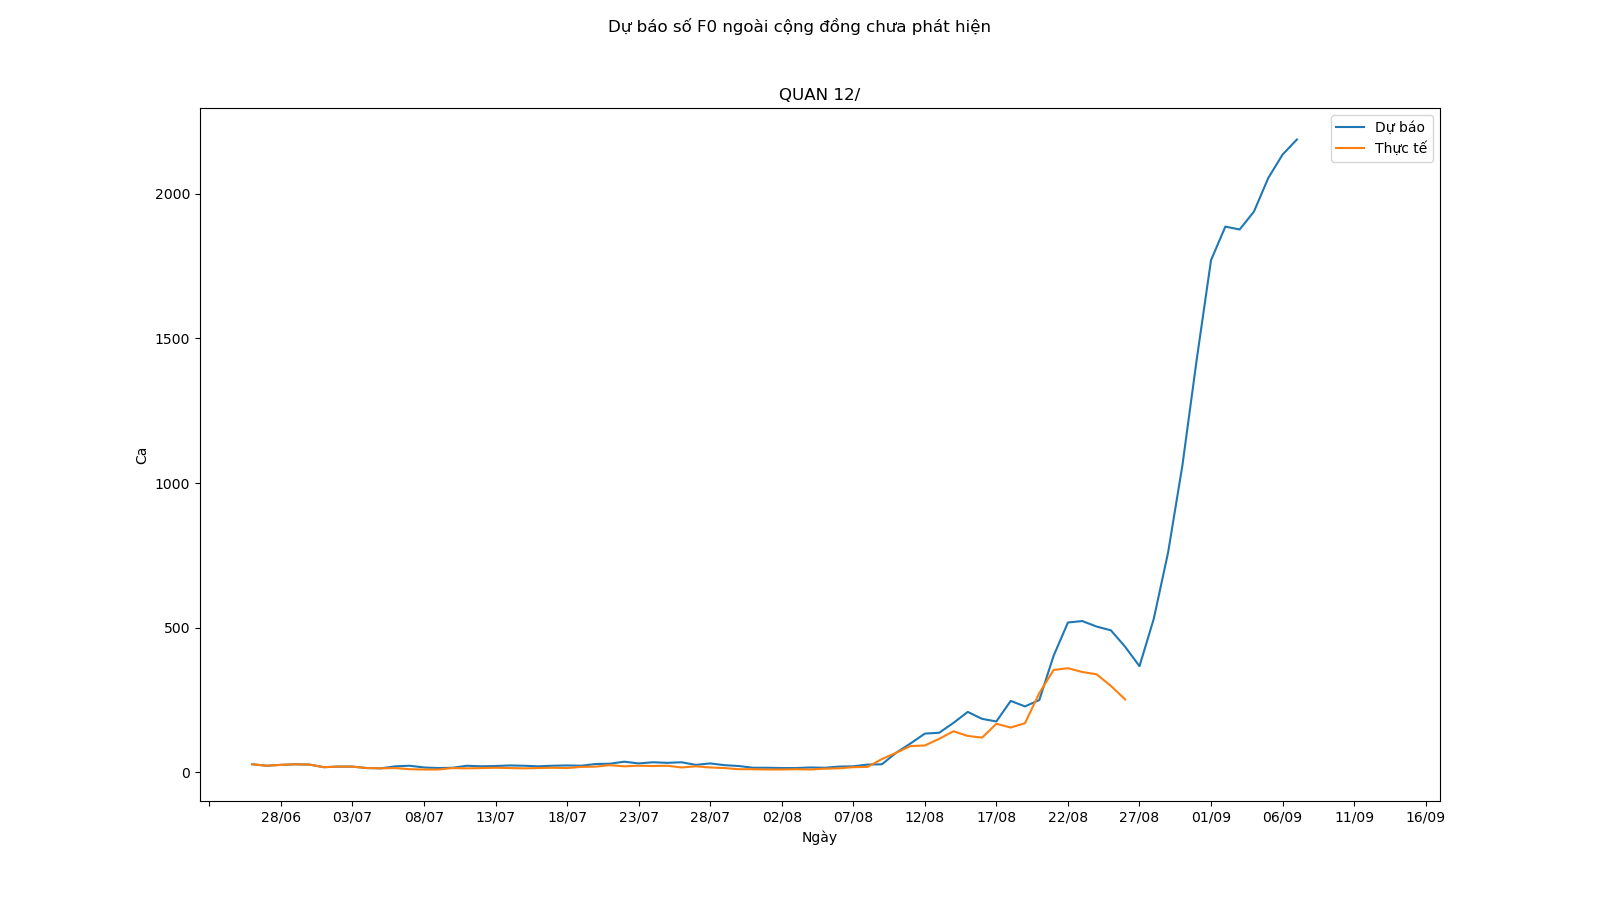 Dự báo số F0 ngoài cộng đồng chưa phát hiện
QUAN 12/
Dự báo
Thực tế
2000
1500
1000
500
0
Ca
28/06 03/07 08/07 13/07 18/07 23/07 28/07 02/08 07/08 12/08 17/08 22/08 27/08 01/09 06/09 11/09 16/09
Ngày